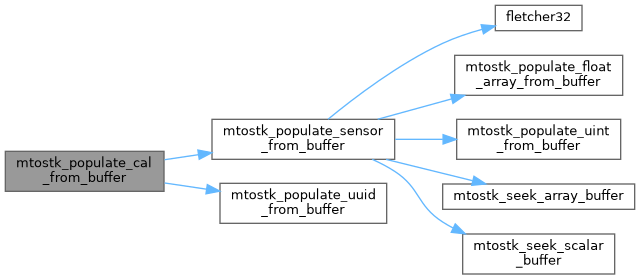 mtostk_populate_cal
_from_buffer
mtostk_populate_sensor
_from_buffer
mtostk_populate_uuid
_from_buffer
fletcher32
mtostk_populate_float
_array_from_buffer
mtostk_populate_uint
_from_buffer
mtostk_seek_array_buffer
mtostk_seek_scalar
_buffer